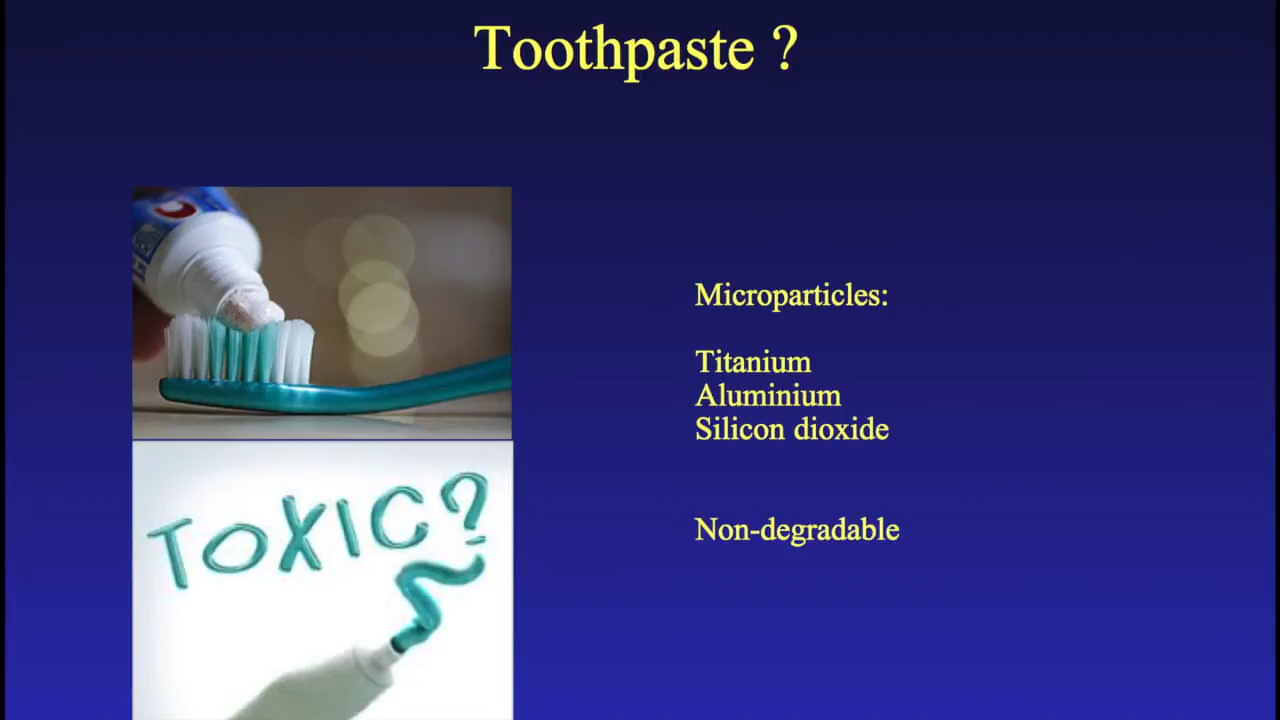 Toothpaste ?
Microparticles:
Titanium
Aluminium
Silicon dioxide
TOXIC?
Non-degradable